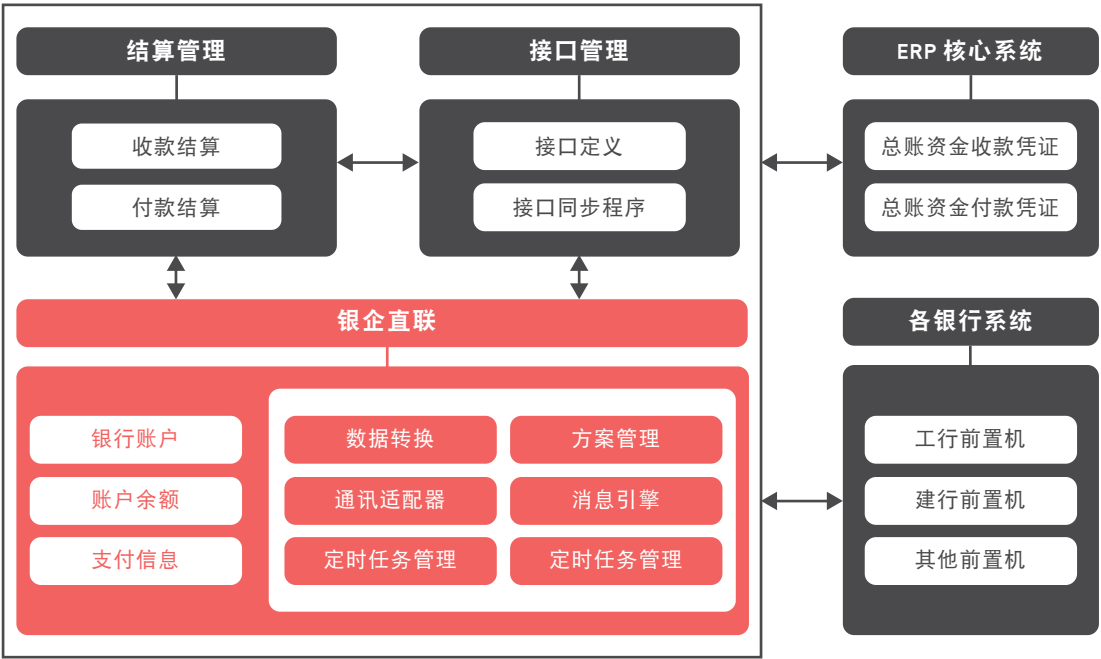 结算管理
收款结算
付款结算
接口管理
接口定义
接口同步程序
ERP 核心系统
总账资金收款凭证
总账资金付款凭证
银企直联
银行账户
账户余额
支付信息
数据转换
方案管理
通讯适配器
消息引擎
定时任务管理
定时任务管理
各银行系统
工行前置机
建行前置机
其他前置机